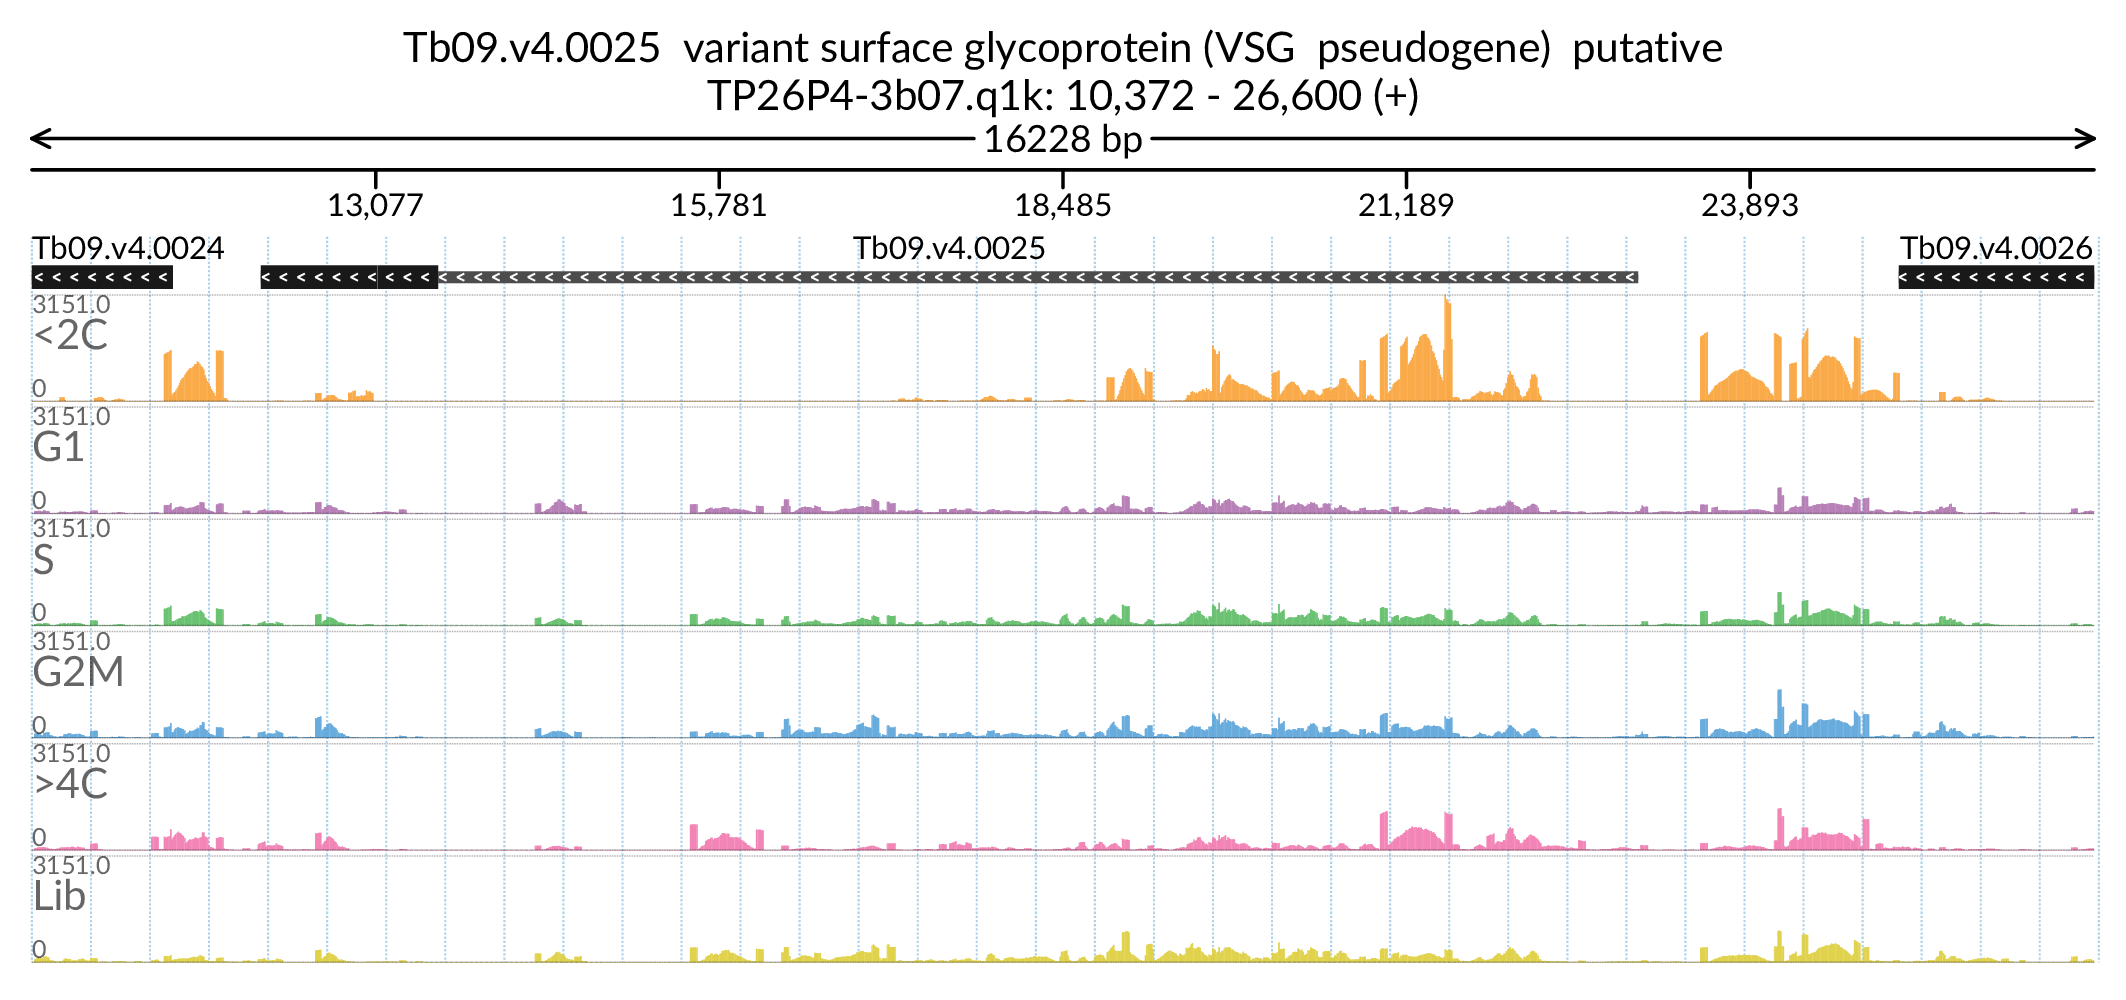 Tb09.v4.0025 variant surface glycoprotein (VSG pseudogene) putative
TP26P4-3b07.q1k: 10,372 - 26,600 (+)
16228 bp
13,077 15,781 18,485 21,189 23,893
Tb09.v4.0024 Tb09.v4.0025 Tb09.v4.0026
3151.0
<2C
0
3151.0
G1
0
3151.0
S
0
3151.0
G2M
0
3151.0
>4C
0
3151.0
Lib
0